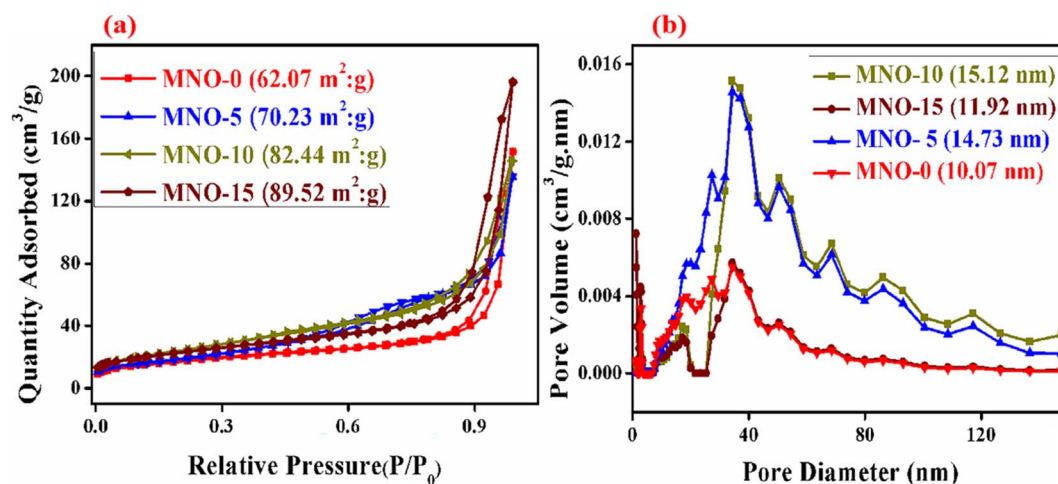 (a)
Quantity Adsorbed (cm³/g)
200
160
120
80
40
0
MNO-0 (62.07 m²:g)
MNO-5 (70.23 m²:g)
MNO-10 (82.44 m²:g)
MNO-15 (89.52 m²:g)
0.0 0.3 0.6 0.9
Relative Pressure(P/P₀)
(b)
Pore Volume (cm³/g.nm)
0.016
0.012
0.008
0.004
0.000
MNO-10 (15.12 nm)
MNO-15 (11.92 nm)
MNO- 5 (14.73 nm)
MNO-0 (10.07 nm)
0 40 80 120
Pore Diameter (nm)